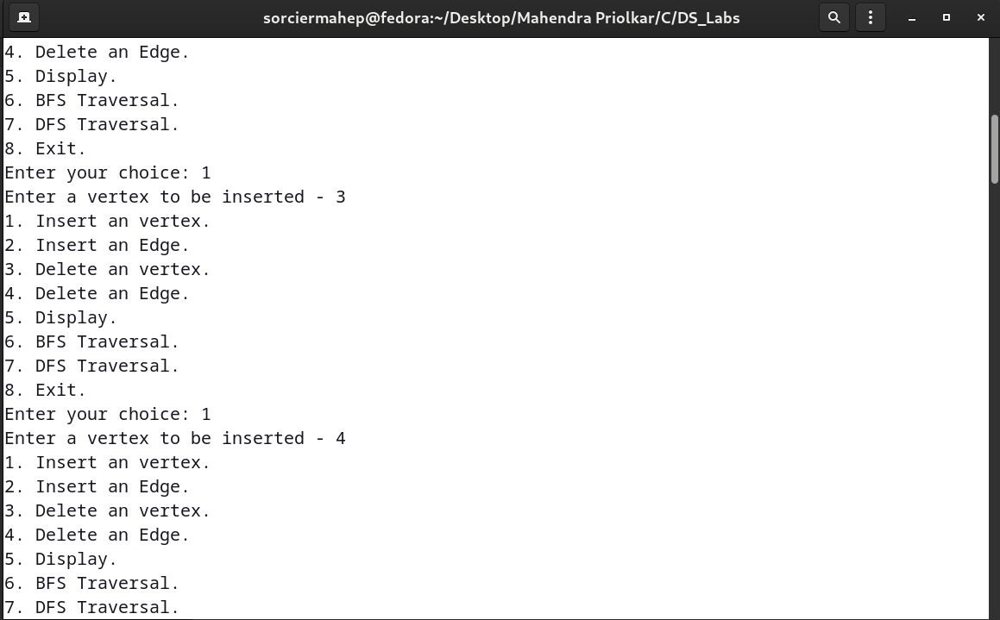 sorciermahep@fedora:~/Desktop/Mahendra Priolkar/C/DS_Labs
4. Delete an Edge.
5. Display.
6. BFS Traversal.
7. DFS Traversal.
8. Exit.
Enter your choice: 1
Enter a vertex to be inserted - 3
1. Insert an vertex.
2. Insert an Edge.
3. Delete an vertex.
4. Delete an Edge.
5. Display.
6. BFS Traversal.
7. DFS Traversal.
8. Exit.
Enter your choice: 1
Enter a vertex to be inserted - 4
1. Insert an vertex.
2. Insert an Edge.
3. Delete an vertex.
4. Delete an Edge.
5. Display.
6. BFS Traversal.
7. DFS Traversal.